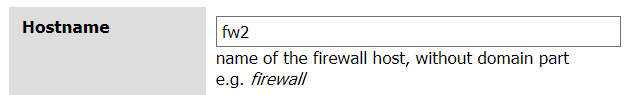 Hostname
fw2
name of the firewall host, without domain part
e.g. firewall